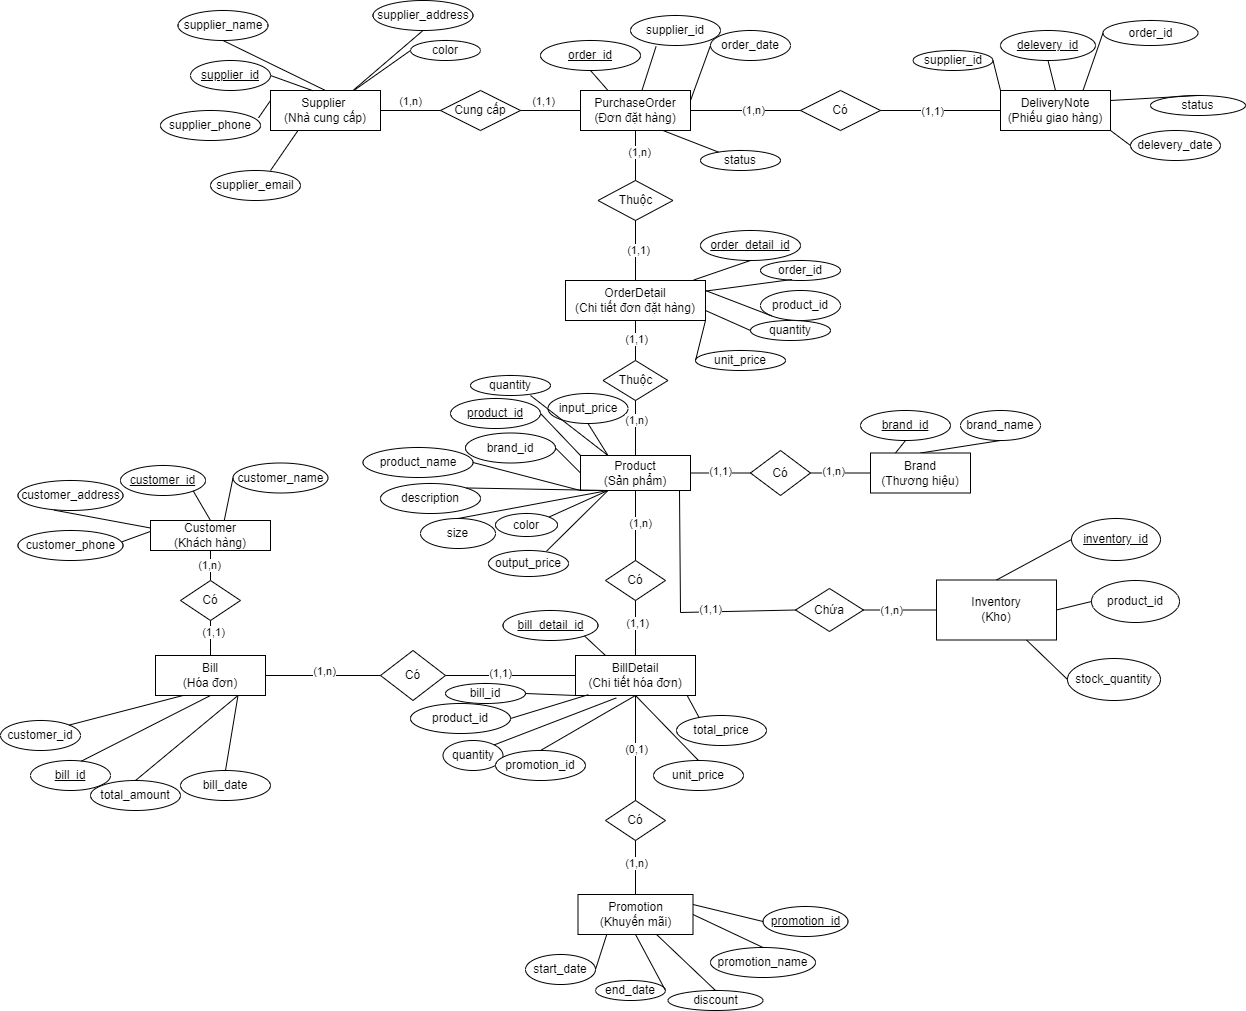 supplier_address
supplier_name
color
supplier_id
supplier_phone
supplier_email
Supplier
(Nhà cung cấp)
(1,n)
Cung cấp
(1,1)
order_id
supplier_id
order_date
PurchaseOrder
(Đơn đặt hàng)
status
(1,n)
Có
(1,1)
supplier_id
delevery_id
order_id
DeliveryNote
(Phiếu giao hàng)
status
delevery_date
(1,n)
Thuộc
(1,1)
order_detail_id
order_id
product_id
quantity
unit_price
OrderDetail
(Chi tiết đơn đặt hàng)
(1,1)
Thuộc
(1,n)
quantity
input_price
product_id
brand_id
product_name
description
size
color
output_price
Product
(Sản phẩm)
(1,1)
Có
(1,n)
brand_id
brand_name
Brand
(Thương hiệu)
customer_address
customer_id
customer_name
customer_phone
Customer
(Khách hàng)
(1,n)
Có
(1,1)
(1,n)
Có
(1,1)
(1,1)
Chứa
(1,n)
inventory_id
Inventory
(Kho)
product_id
stock_quantity
Bill
(Hóa đơn)
(1,n)
Có
(1,1)
bill_detail_id
BillDetail
(Chi tiết hóa đơn)
bill_id
product_id
quantity
promotion_id
total_price
unit_price
customer_id
bill_id
total_amount
bill_date
(0,1)
Có
(1,n)
Promotion
(Khuyến mãi)
promotion_id
promotion_name
start_date
end_date
discount